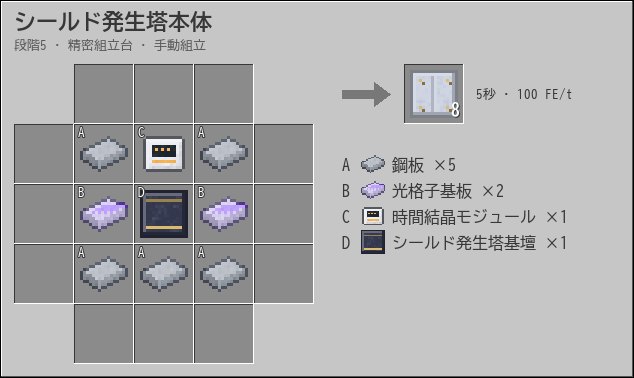 シールド発生塔本体
段階5 · 精密組立台 · 手動組立
8
5秒 · 100 FE/t
A C A
B D B
A A A
A 鋼板 ×5
B 光格子基板 ×2
C 時間結晶モジュール ×1
D シールド発生塔基壇 ×1